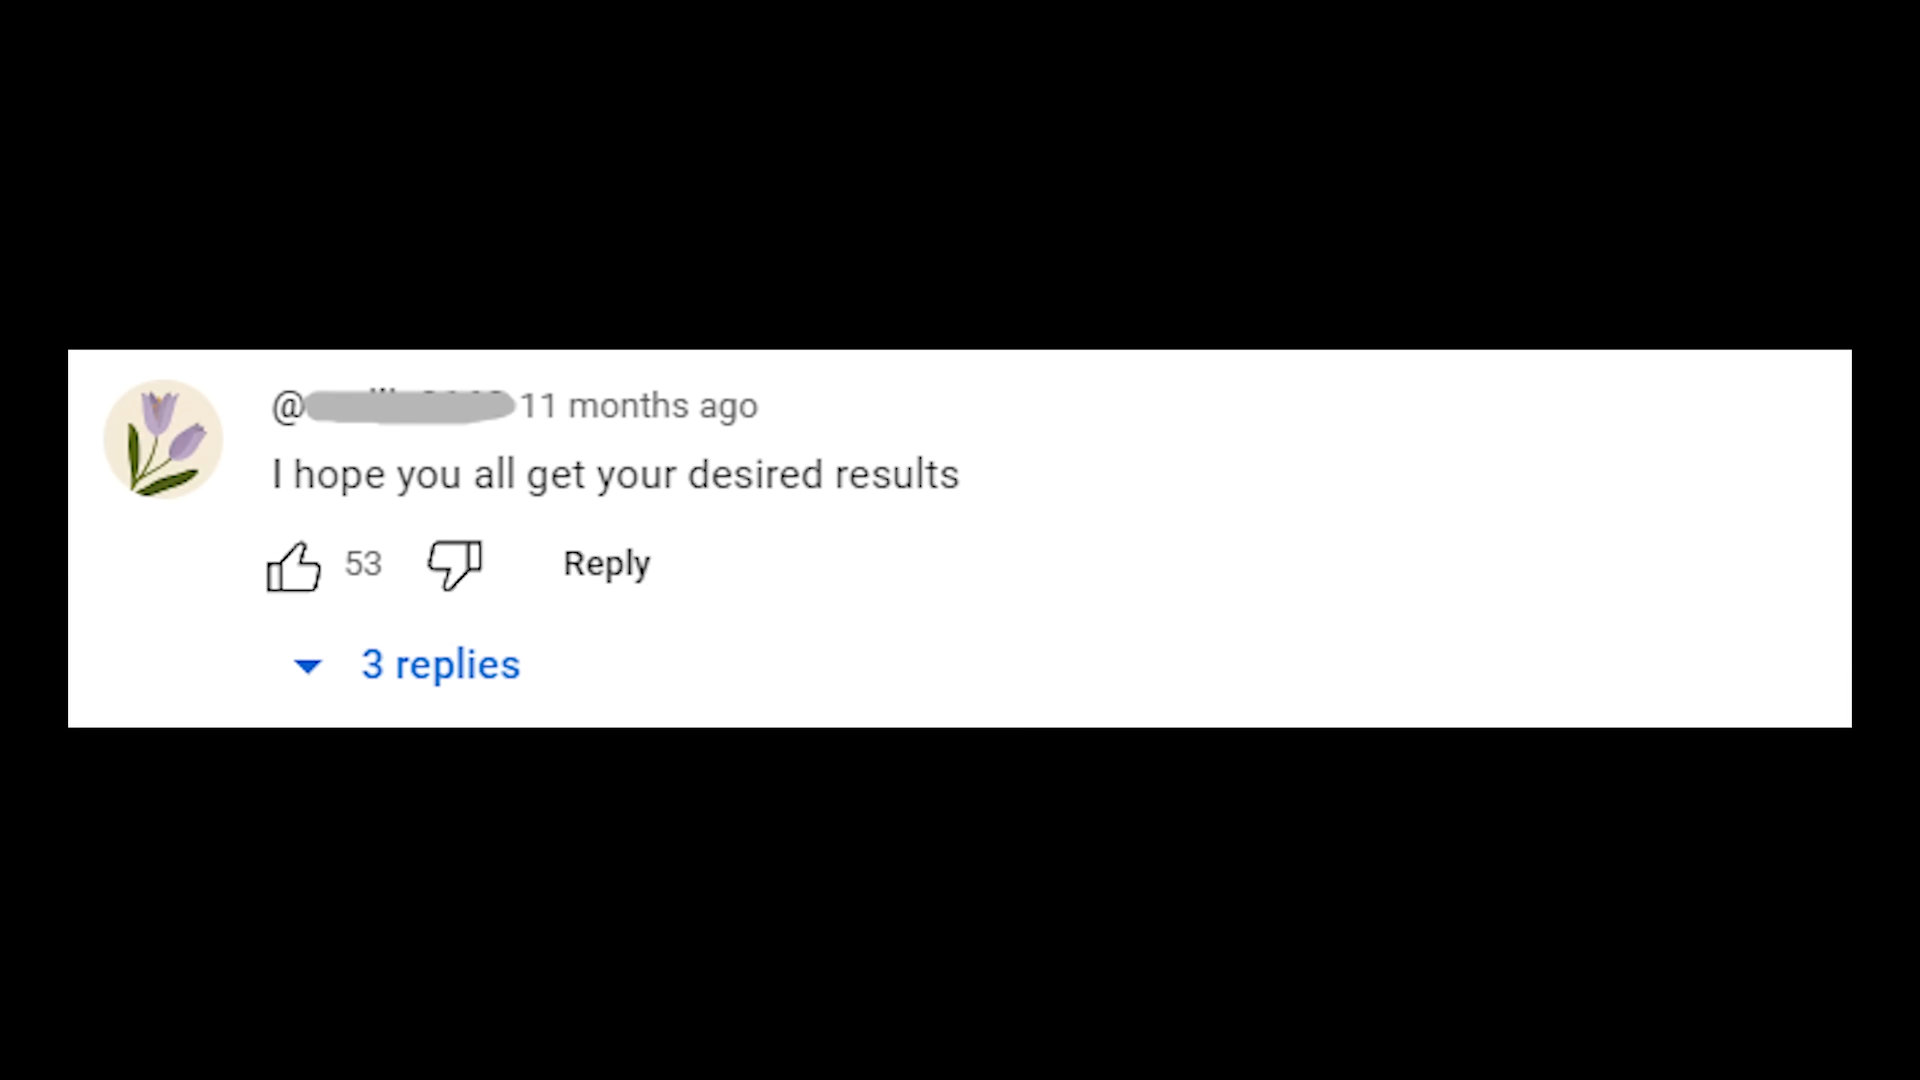 @ 11 months ago
I hope you all get your desired results
53 Reply
3 replies